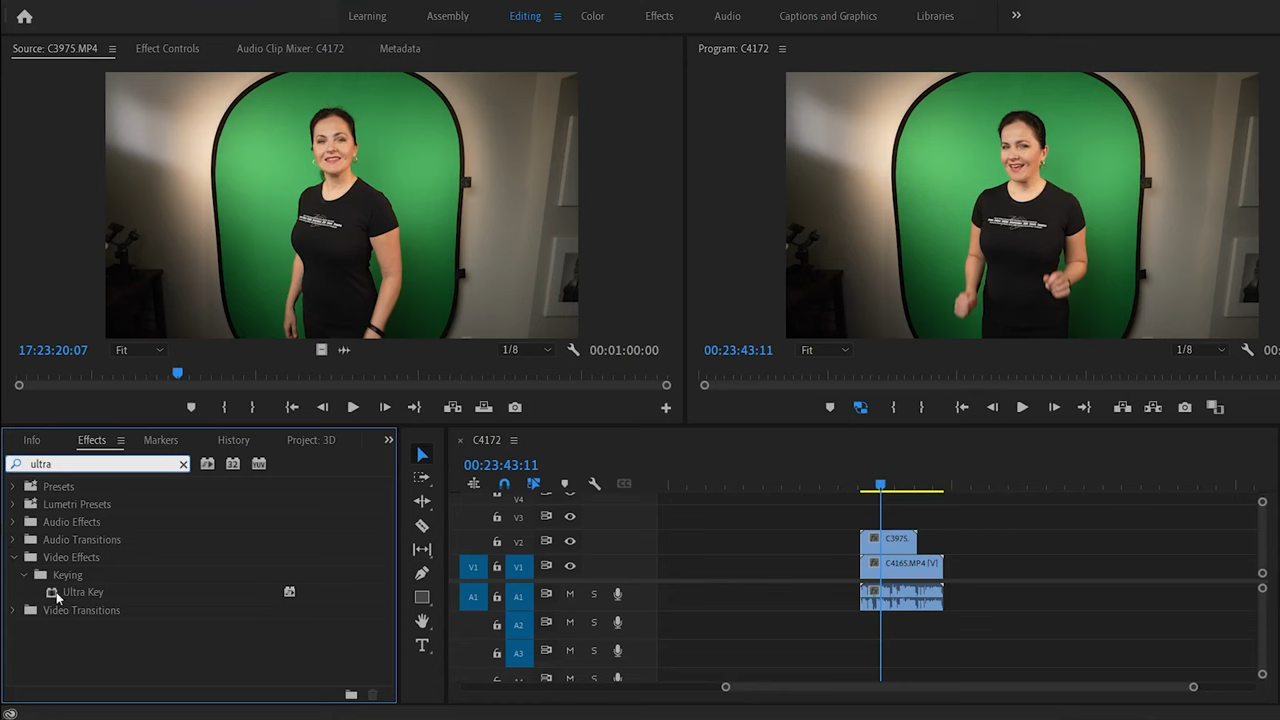 Learning Assembly Editing Color Effects Audio Captions and Graphics Libraries
Source: C3975.MP4 Effect Controls Audio Clip Mixer: C4172 Metadata
Program: C4172
17:23:20:07 Fit 1/8 00:01:00:00
00:23:43:11 Fit 1/8 00:
Info Effects Markers History Project: 3D
ultra
32 YUV
Presets
Lumetri Presets
Audio Effects
Audio Transitions
Video Effects
Keying
Ultra Key
Video Transitions
× C4172
00:23:43:11
V4
V3
V2 C3975.
V1 V1 C4165.MP4 [V]
A1 A1 M S
A2 M S
A3 M S